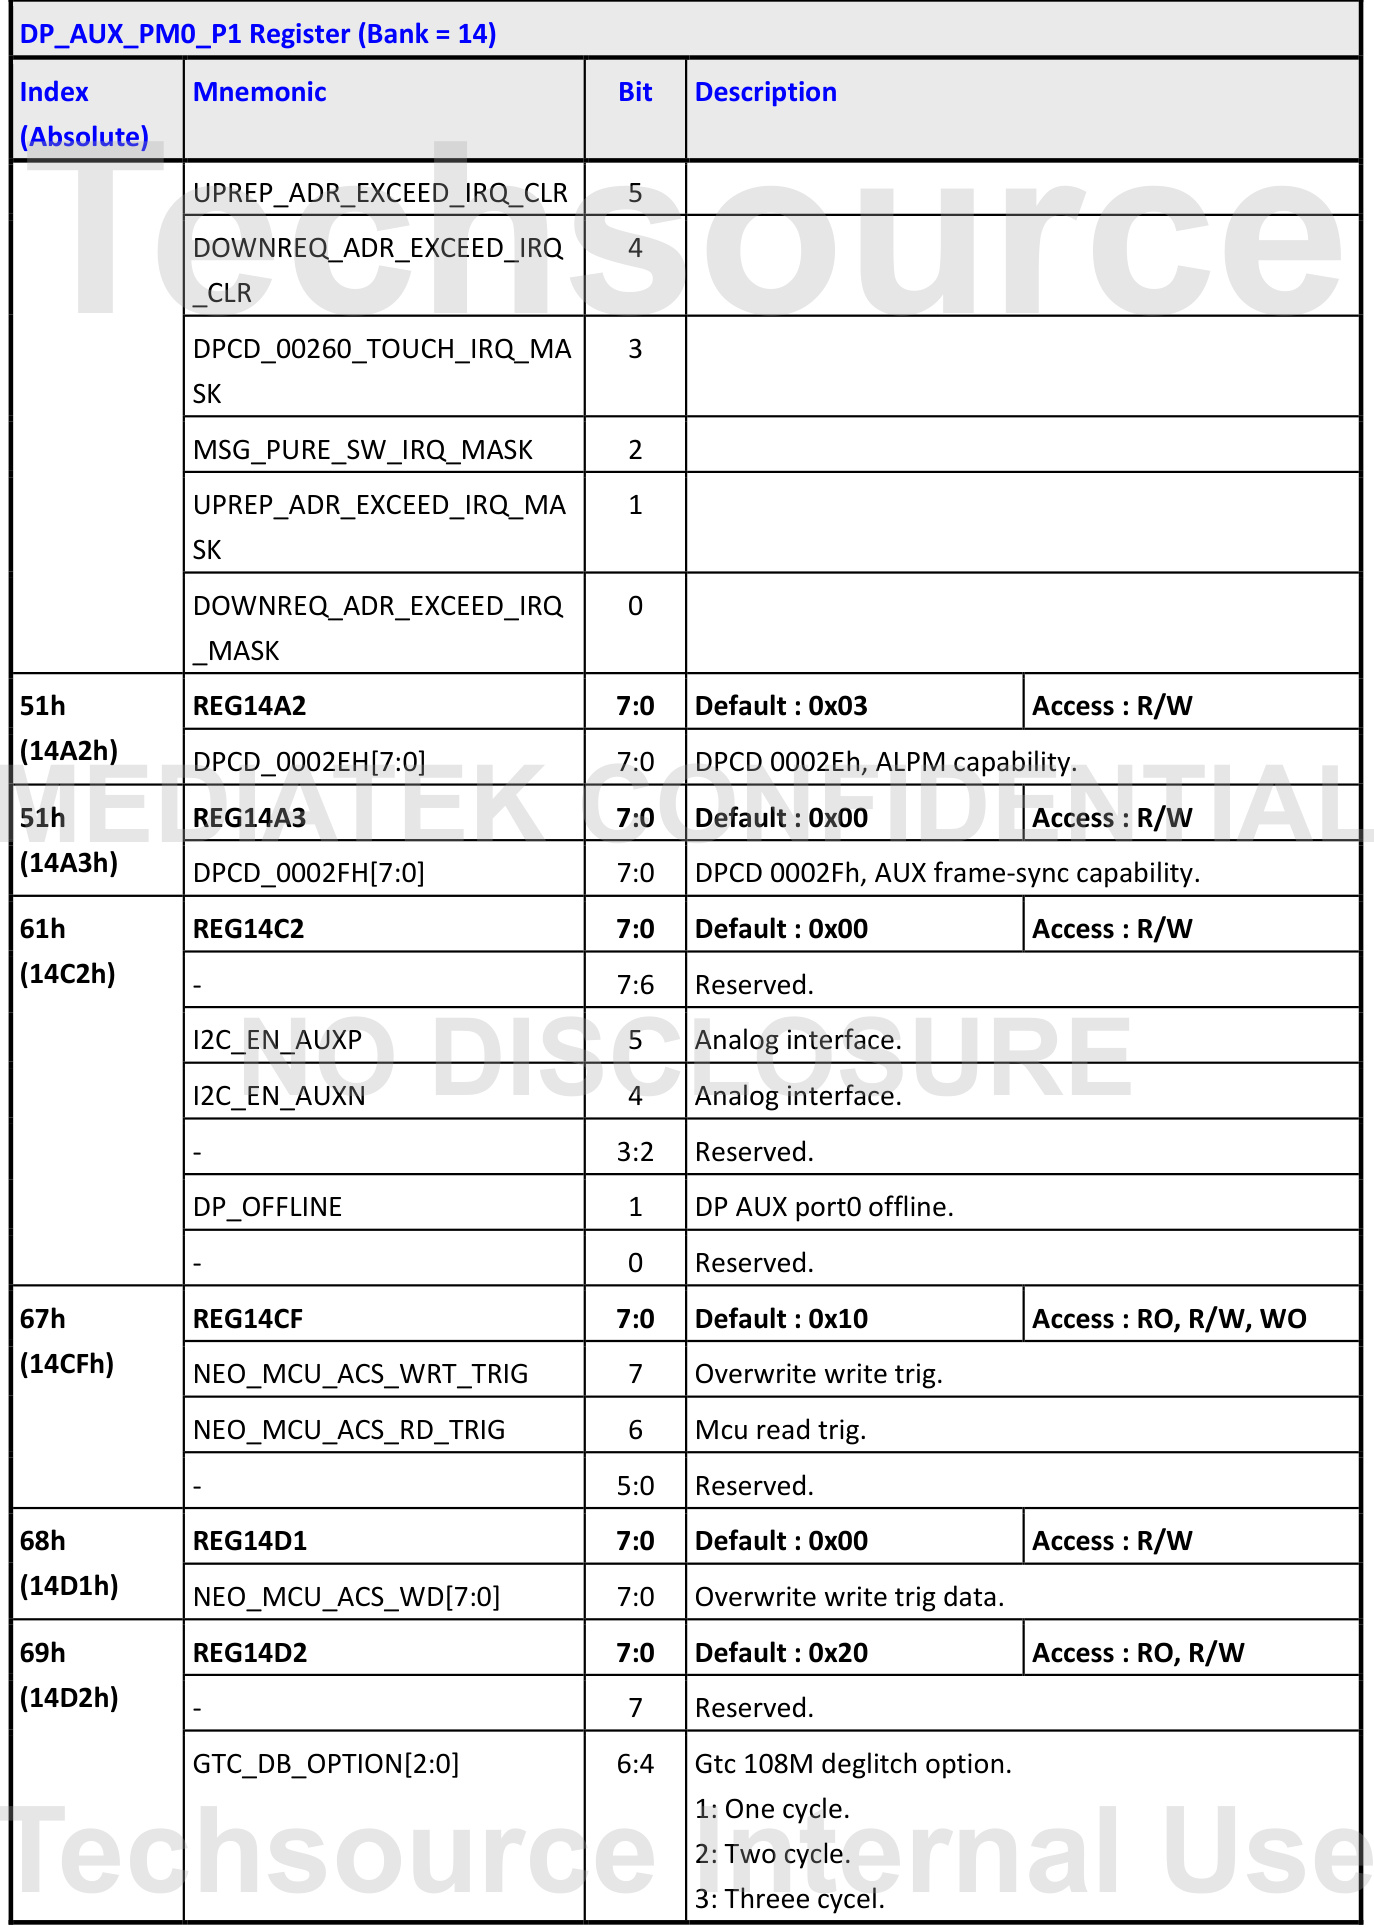 DP_AUX_PM0_P1 Register (Bank = 14)
Index
(Absolute)
Mnemonic
Bit
Description
UPREP_ADR_EXCEED_IRQ_CLR
5
DOWNREQ_ADR_EXCEED_IRQ
_CLR
4
DPCD_00260_TOUCH_IRQ_MA
SK
3
MSG_PURE_SW_IRQ_MASK
2
UPREP_ADR_EXCEED_IRQ_MA
SK
1
DOWNREQ_ADR_EXCEED_IRQ
_MASK
0
Techsource
51h
(14A2h)
REG14A2
7:0
Default : 0x03
Access : R/W
DPCD_0002EH[7:0]
7:0
DPCD 0002Eh, ALPM capability.
MEDIATEK CONFIDENTIAL
51h
(14A3h)
REG14A3
7:0
Default : 0x00
Access : R/W
DPCD_0002FH[7:0]
7:0
DPCD 0002Fh, AUX frame-sync capability.
61h
(14C2h)
REG14C2
7:0
Default : 0x00
Access : R/W
-
7:6
Reserved.
I2C_EN_AUXP
5
Analog interface.
NO DISCLOSURE
I2C_EN_AUXN
4
Analog interface.
-
3:2
Reserved.
DP_OFFLINE
1
DP AUX port0 offline.
-
0
Reserved.
67h
(14CFh)
REG14CF
7:0
Default : 0x10
Access : RO, R/W, WO
NEO_MCU_ACS_WRT_TRIG
7
Overwrite write trig.
NEO_MCU_ACS_RD_TRIG
6
Mcu read trig.
-
5:0
Reserved.
68h
(14D1h)
REG14D1
7:0
Default : 0x00
Access : R/W
NEO_MCU_ACS_WD[7:0]
7:0
Overwrite write trig data.
69h
(14D2h)
REG14D2
7:0
Default : 0x20
Access : RO, R/W
-
7
Reserved.
GTC_DB_OPTION[2:0]
6:4
Gtc 108M deglitch option.
1: One cycle.
2: Two cycle.
3: Threee cycel.
Techsource Internal Use